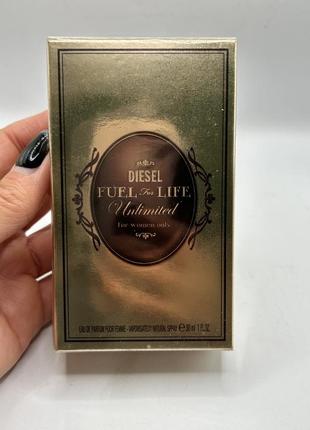 DIESEL
FUEL For LIFE
Unlimited
for women only
EAU DE PARFUM POUR FEMME - VAPORISATEUR NATURAL SPRAY ℮ 30 ml 1 FL.OZ.